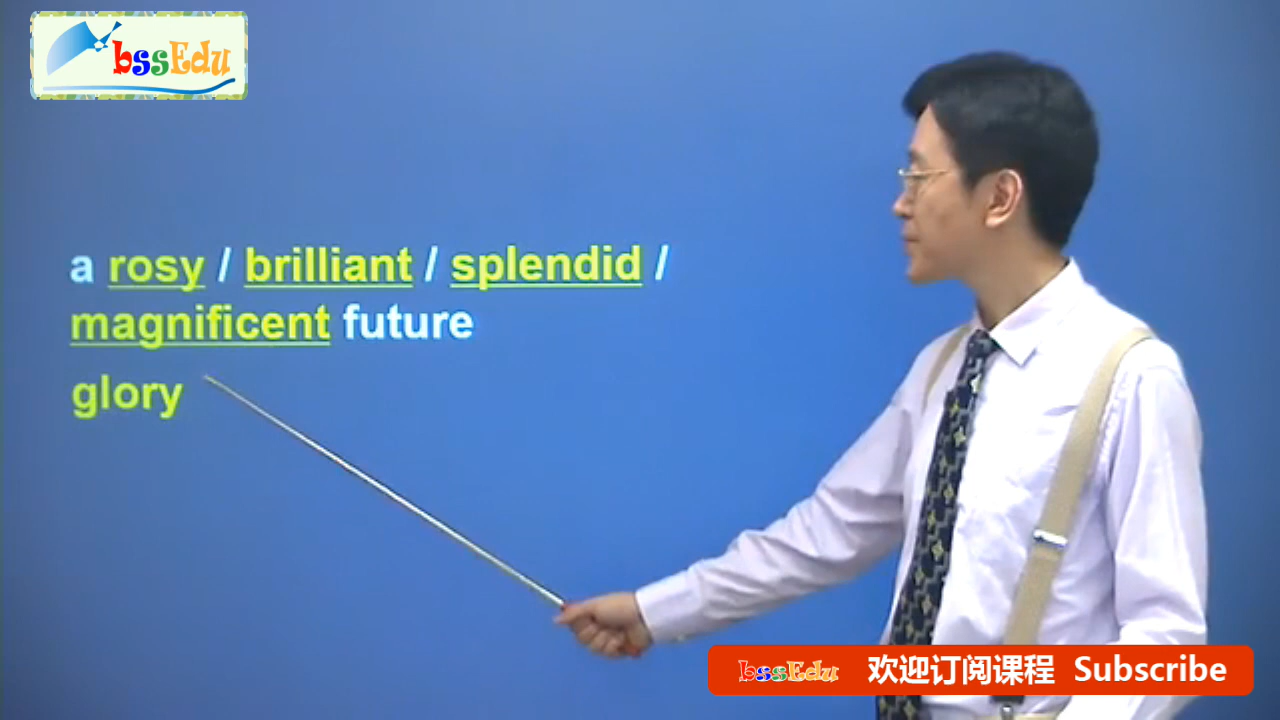 bssEdu
a rosy / brilliant / splendid /
magnificent future
glory
bssEdu 欢迎订阅课程 Subscribe